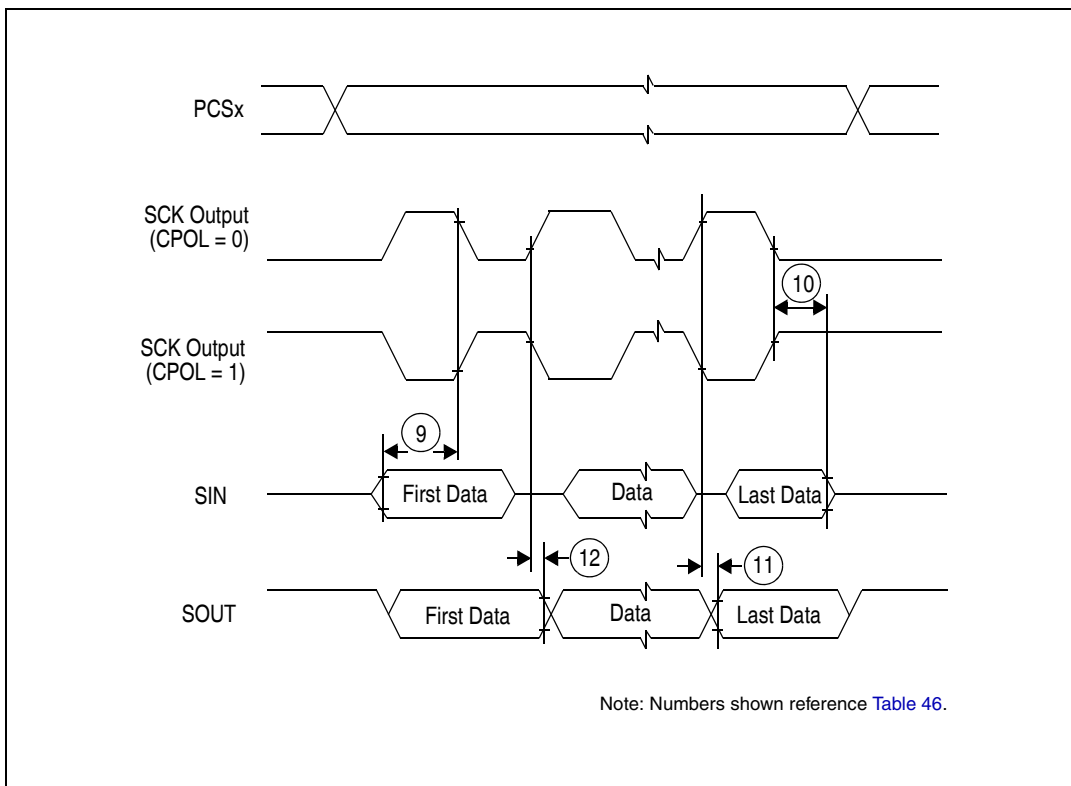 PCSx
SCK Output
(CPOL = 0)
10
SCK Output
(CPOL = 1)
9
SIN
First Data
Data
Last Data
12
11
SOUT
First Data
Data
Last Data
Note: Numbers shown reference Table 46.